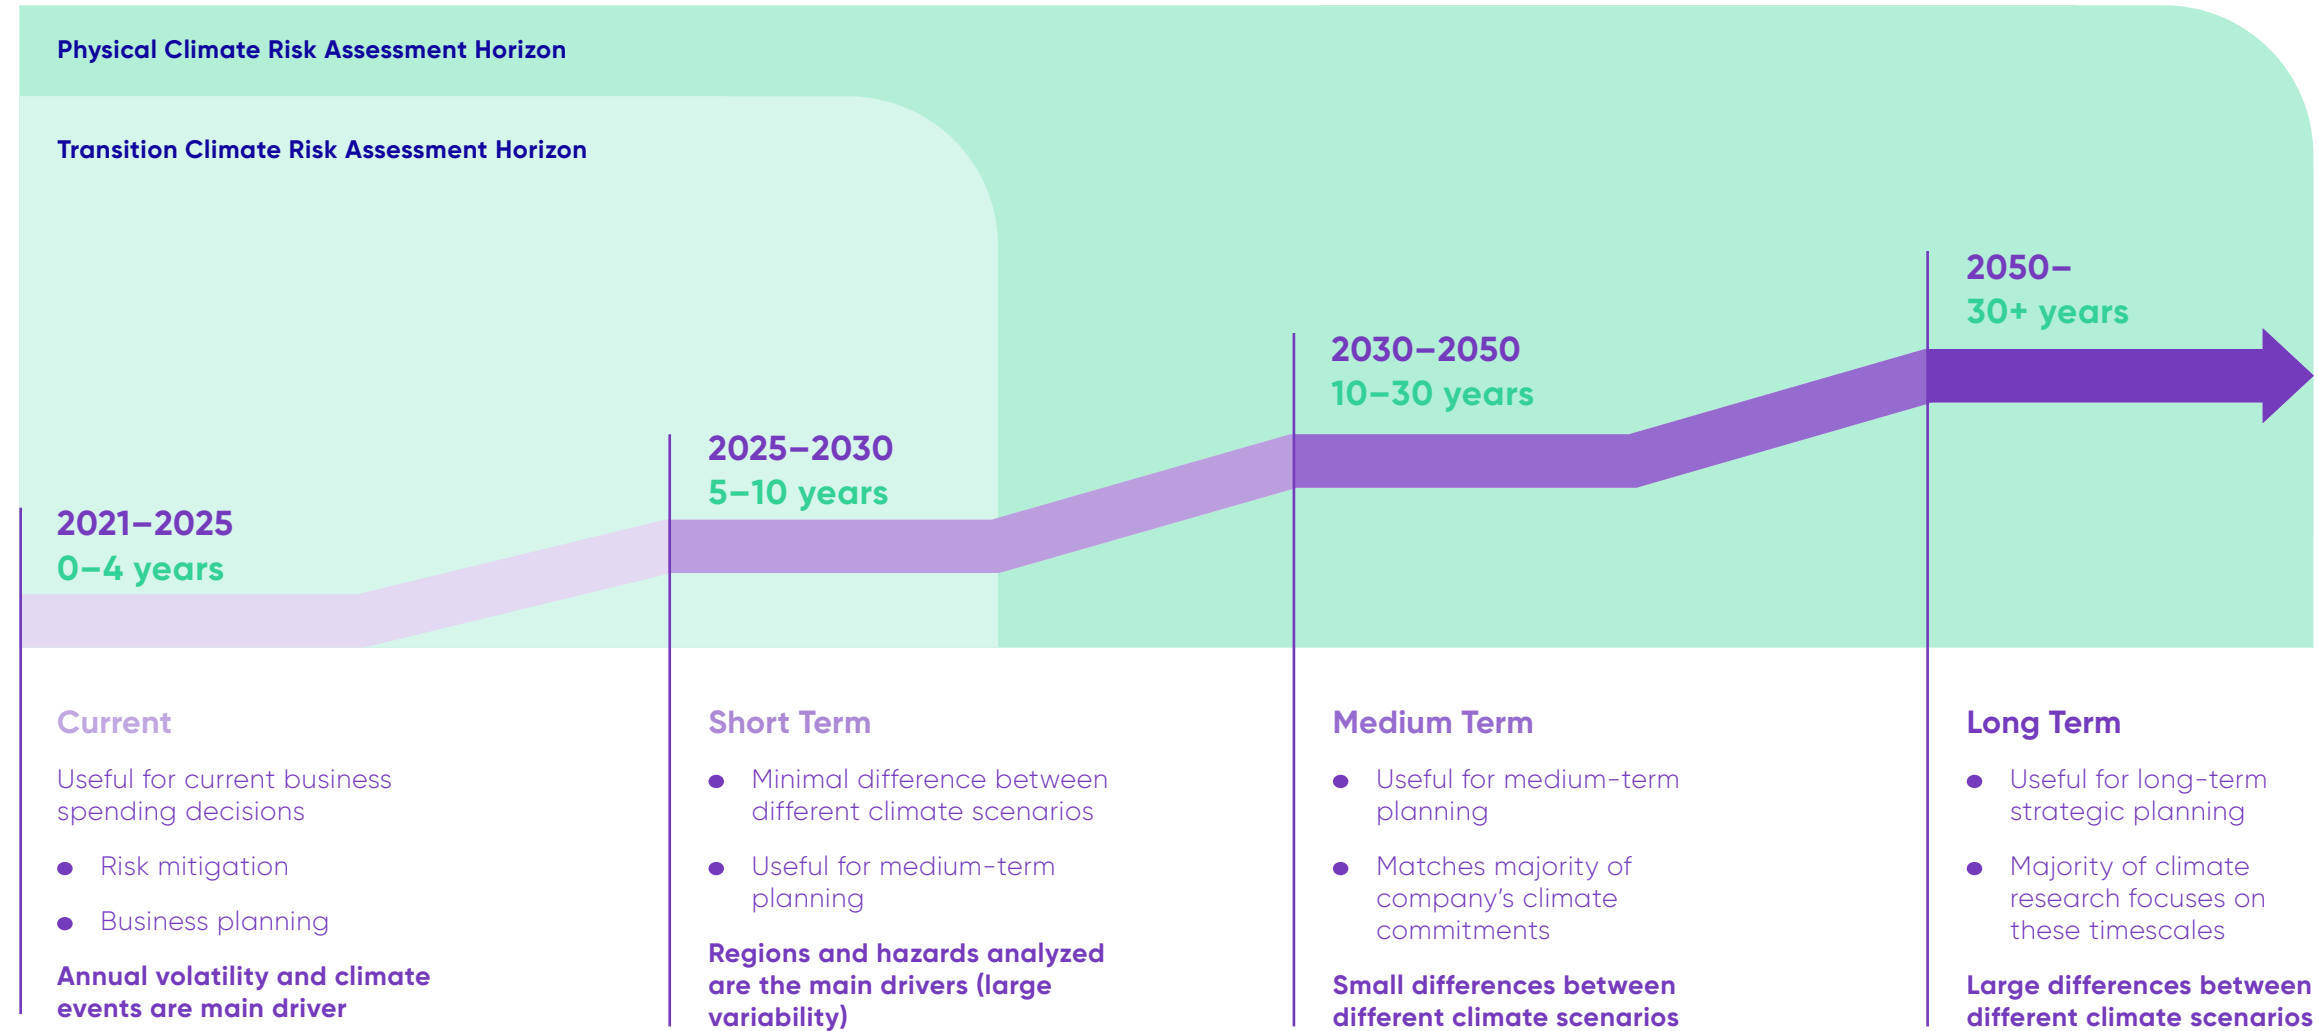 Physical Climate Risk Assessment Horizon
Transition Climate Risk Assessment Horizon
2021–2025
0–4 years
2025–2030
5–10 years
2030–2050
10–30 years
2050–
30+ years
Current
Useful for current business
spending decisions
Risk mitigation
Business planning
Annual volatility and climate
events are main driver
Short Term
Minimal difference between
different climate scenarios
Useful for medium-term
planning
Regions and hazards analyzed
are the main drivers (large
variability)
Medium Term
Useful for medium-term
planning
Matches majority of
company’s climate
commitments
Small differences between
different climate scenarios
Long Term
Useful for long-term
strategic planning
Majority of climate
research focuses on
these timescales
Large differences between
different climate scenarios